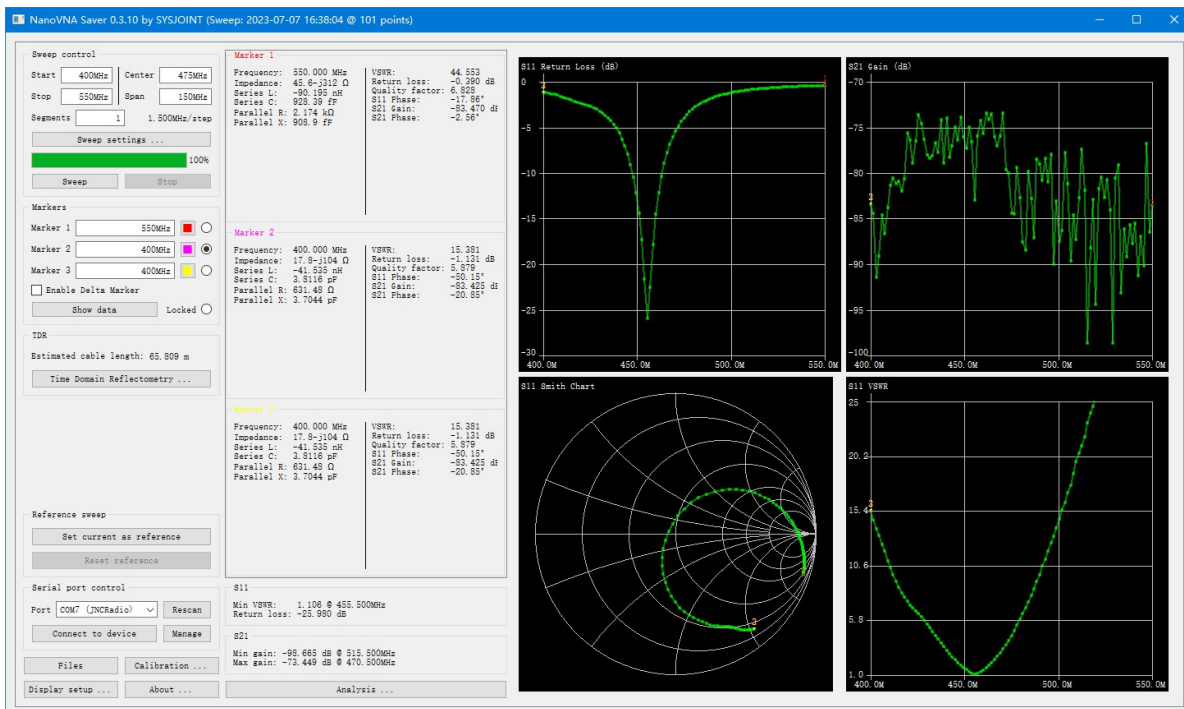 NanoVNA Saver 0.3.10 by SYSJOINT (Sweep: 2023-07-07 16:38:04 @ 101 points)
Sweep control
Start 400MHz Center 475MHz
Stop 550MHz Span 150MHz
Segments 1 1.500MHz/step
Sweep settings ...
100%
Sweep Stop
Markers
Marker 1 550MHz
Marker 2 400MHz
Marker 3 400MHz
Enable Delta Marker
Show data Locked
TDR
Estimated cable length: 65.809 m
Time Domain Reflectometry ...
Reference sweep
Set current as reference
Reset reference
Serial port control
Port COM7 (JNCRadio) Rescan
Connect to device Manage
Files Calibration ...
Display setup ... About ...
Marker 1
Frequency: 550.000 MHz VSWR: 44.553
Impedance: 45.6-j312 Ω Return loss: -0.390 dB
Series L: -90.195 nH Quality factor: 6.828
Series C: 928.39 fF S11 Phase: -17.86°
Parallel R: 2.174 kΩ S21 Gain: -83.470 dB
Parallel X: 908.9 fF S21 Phase: -2.56°
Marker 2
Frequency: 400.000 MHz VSWR: 15.381
Impedance: 17.8-j104 Ω Return loss: -1.131 dB
Series L: -41.535 nH Quality factor: 5.879
Series C: 3.8116 pF S11 Phase: -50.15°
Parallel R: 631.48 Ω S21 Gain: -83.425 dB
Parallel X: 3.7044 pF S21 Phase: -20.85°
Marker 3
Frequency: 400.000 MHz VSWR: 15.381
Impedance: 17.8-j104 Ω Return loss: -1.131 dB
Series L: -41.535 nH Quality factor: 5.879
Series C: 3.8116 pF S11 Phase: -50.15°
Parallel R: 631.48 Ω S21 Gain: -83.425 dB
Parallel X: 3.7044 pF S21 Phase: -20.85°
S11
Min VSWR: 1.106 @ 455.500MHz
Return loss: -25.980 dB
S21
Min gain: -98.665 dB @ 515.500MHz
Max gain: -73.449 dB @ 470.500MHz
Analysis ...
S11 Return Loss (dB)
0
-5
-10
-15
-20
-25
-30
400.0M 450.0M 500.0M 550.0M
3
1
S21 Gain (dB)
-70
-75
-80
-85
-90
-95
-100
400.0M 450.0M 500.0M 550.0M
3
S11 Smith Chart
3
S11 VSWR
25
20.2
15.4
10.6
5.8
1.0
400.0M 450.0M 500.0M 550.0M
3